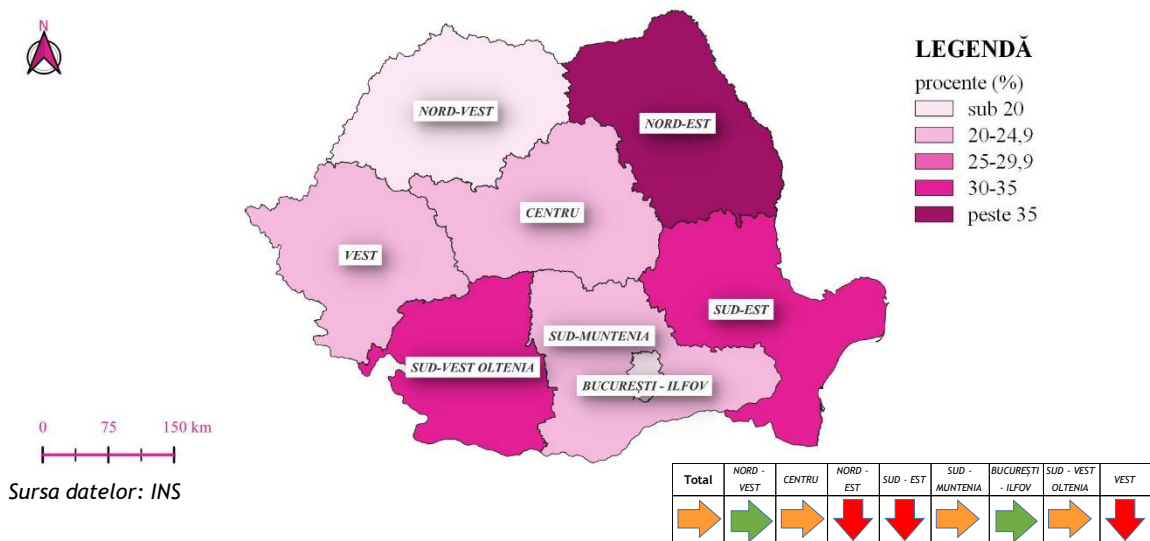 N
LEGENDĂ
procente (%)
sub 20
20-24,9
25-29,9
30-35
peste 35
NORD-VEST
NORD-EST
CENTRU
VEST
SUD-EST
SUD-MUNTENIA
SUD-VEST OLTENIA
BUCUREȘTI - ILFOV
0 75 150 km
Sursa datelor: INS
Total
NORD -
VEST
CENTRU
NORD -
EST
SUD - EST
SUD -
MUNTENIA
BUCUREȘTI
- ILFOV
SUD - VEST
OLTENIA
VEST